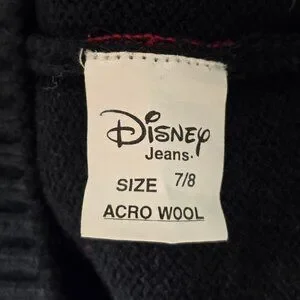 Disney
Jeans.
SIZE 7/8
ACRO WOOL